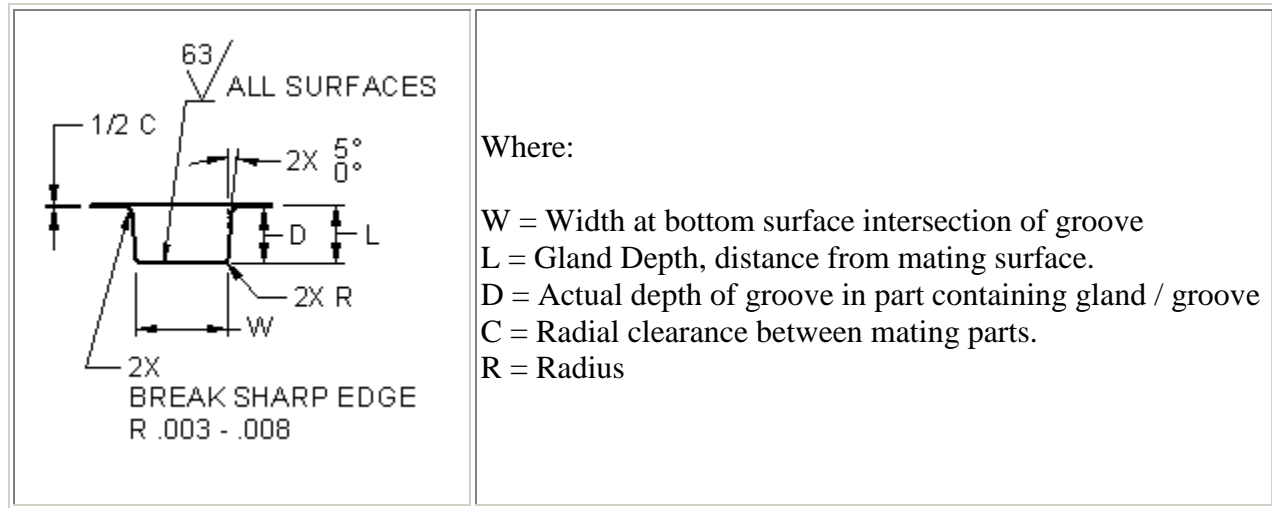 63
ALL SURFACES
1/2 C
2X 5°
0°
D
L
2X R
W
2X
BREAK SHARP EDGE
R .003 - .008
Where:
W = Width at bottom surface intersection of groove
L = Gland Depth, distance from mating surface.
D = Actual depth of groove in part containing gland / groove
C = Radial clearance between mating parts.
R = Radius